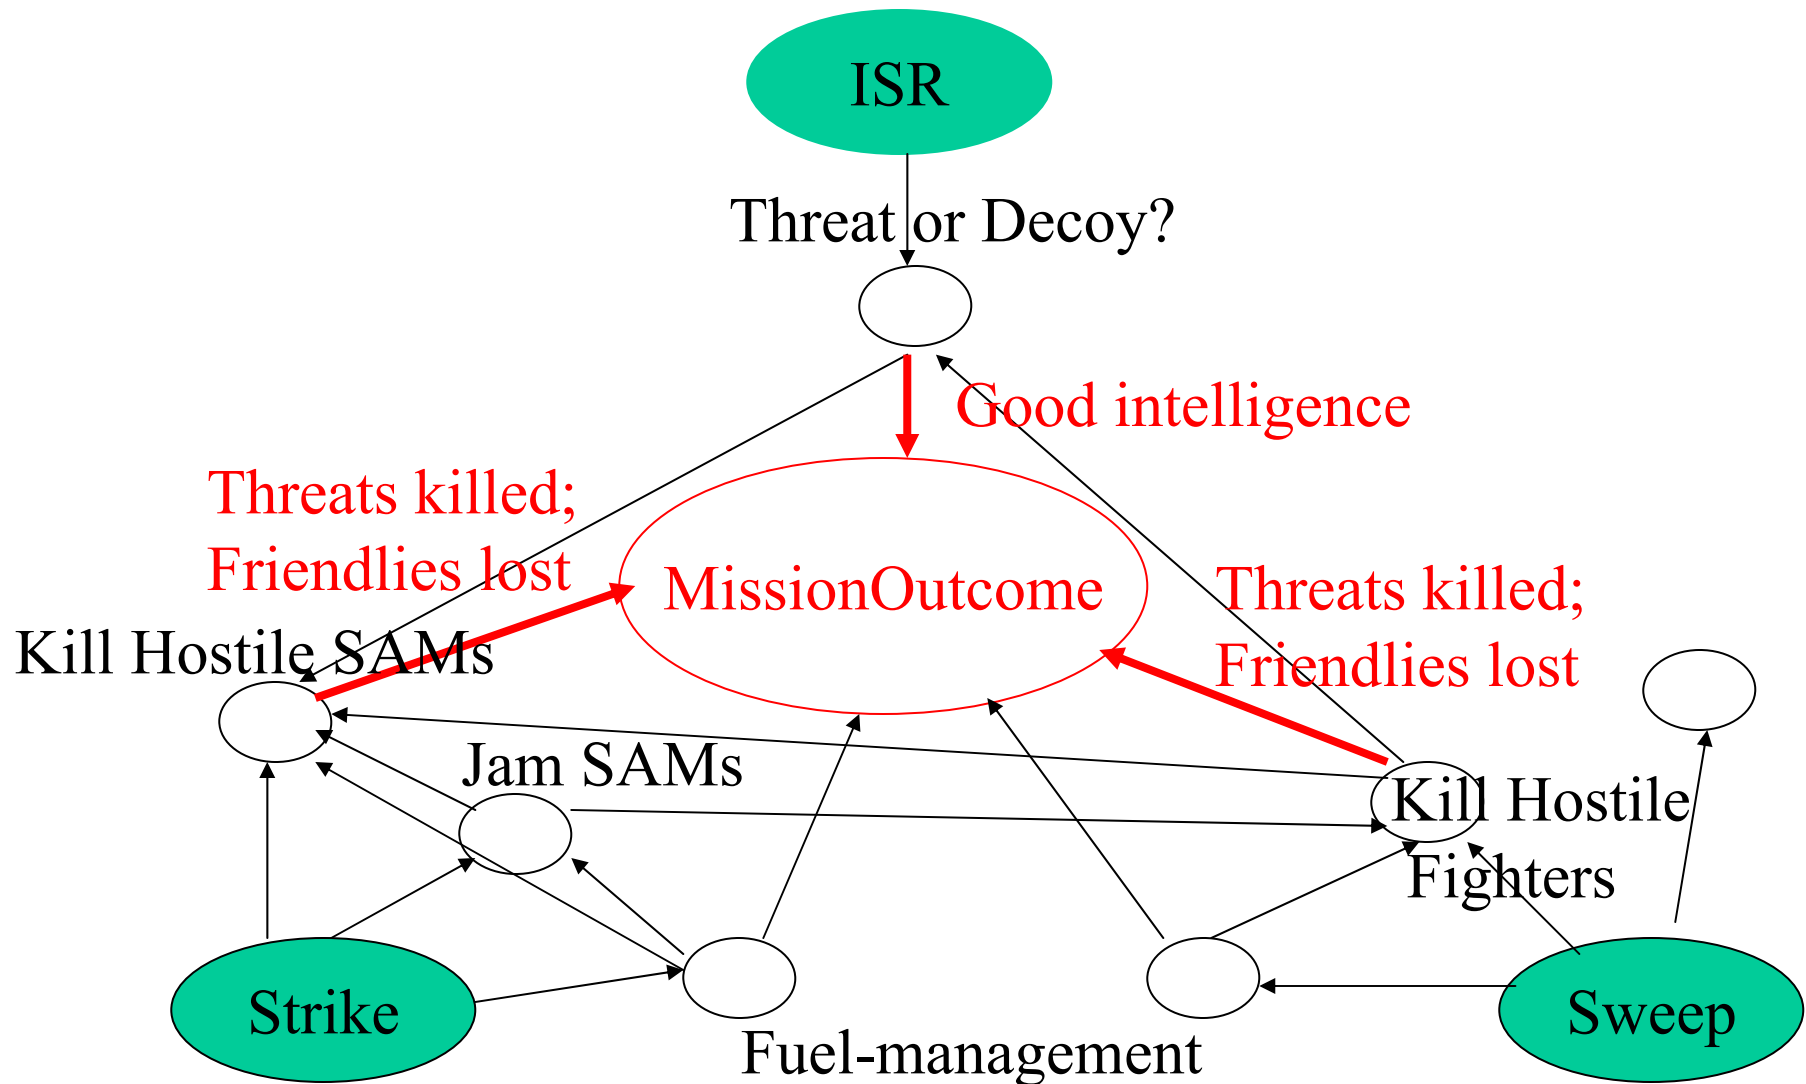 ISR
Threat or Decoy?
Good intelligence
Threats killed;
Friendlies lost
MissionOutcome
Threats killed;
Friendlies lost
Kill Hostile SAMs
Jam SAMs
Kill Hostile
Fighters
Strike
Sweep
Fuel-management